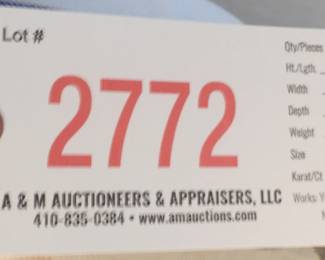 Lot #
2772
A & M AUCTIONEERS & APPRAISERS, LLC
410-835-0384 • www.amauctions.com
Qty/Pieces
Ht./Lgth.
Width
Depth
Weight
Size
Karat/Ct
Works: Y
N